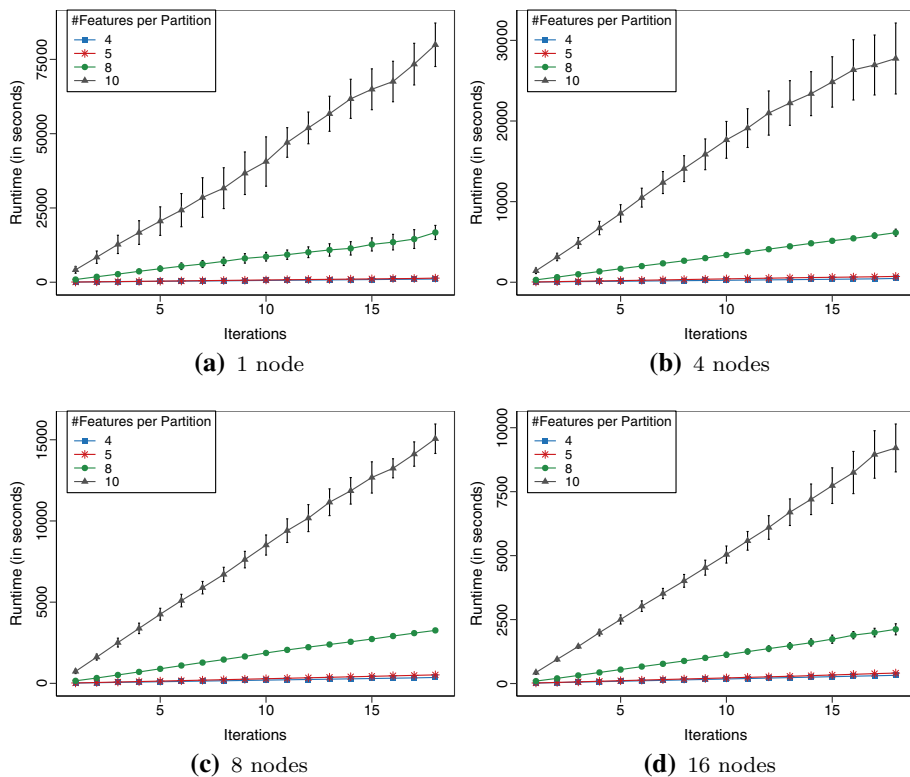 #Features per Partition
4
5
8
10
Runtime (in seconds)
75000
50000
25000
0
5
10
15
Iterations
(a) 1 node
#Features per Partition
4
5
8
10
Runtime (in seconds)
30000
20000
10000
0
5
10
15
Iterations
(b) 4 nodes
#Features per Partition
4
5
8
10
Runtime (in seconds)
15000
10000
5000
0
5
10
15
Iterations
(c) 8 nodes
#Features per Partition
4
5
8
10
Runtime (in seconds)
10000
7500
5000
2500
0
5
10
15
Iterations
(d) 16 nodes